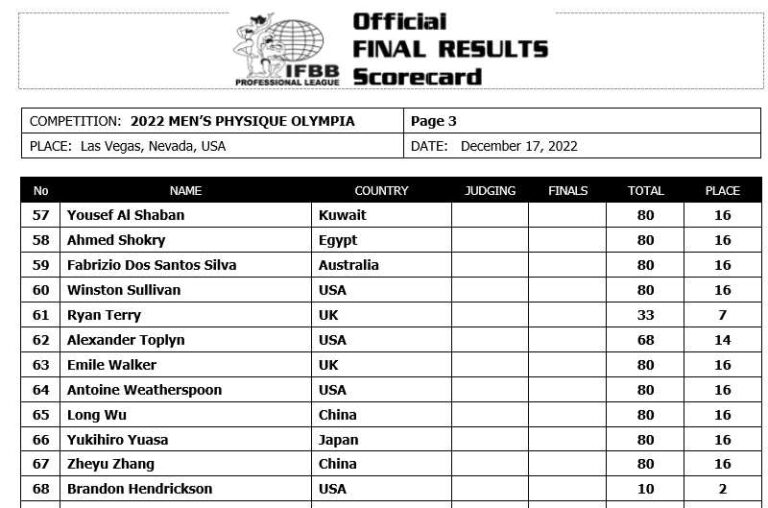 Official
FINAL RESULTS
Scorecard
IFBB
PROFESSIONAL LEAGUE
COMPETITION: 2022 MEN'S PHYSIQUE OLYMPIA Page 3
PLACE: Las Vegas, Nevada, USA DATE: December 17, 2022
No NAME COUNTRY JUDGING FINALS TOTAL PLACE
57 Yousef Al Shaban Kuwait 80 16
58 Ahmed Shokry Egypt 80 16
59 Fabrizio Dos Santos Silva Australia 80 16
60 Winston Sullivan USA 80 16
61 Ryan Terry UK 33 7
62 Alexander Toplyn USA 68 14
63 Emile Walker UK 80 16
64 Antoine Weatherspoon USA 80 16
65 Long Wu China 80 16
66 Yukihiro Yuasa Japan 80 16
67 Zheyu Zhang China 80 16
68 Brandon Hendrickson USA 10 2